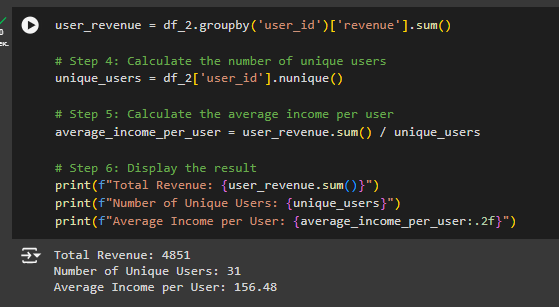 user_revenue = df_2.groupby('user_id')['revenue'].sum()
# Step 4: Calculate the number of unique users
unique_users = df_2['user_id'].nunique()
# Step 5: Calculate the average income per user
average_income_per_user = user_revenue.sum() / unique_users
# Step 6: Display the result
print(f"Total Revenue: {user_revenue.sum()}")
print(f"Number of Unique Users: {unique_users}")
print(f"Average Income per User: {average_income_per_user:.2f}")
Total Revenue: 4851
Number of Unique Users: 31
Average Income per User: 156.48